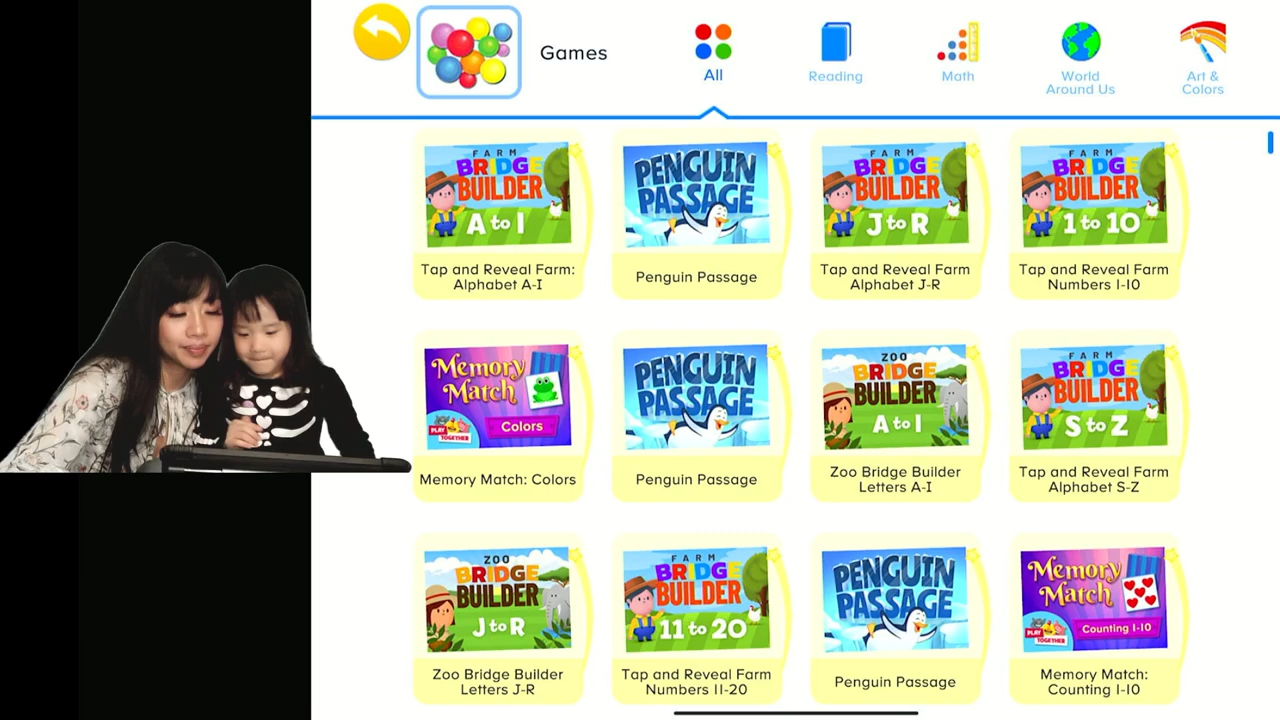 Games
All
Reading
Math
World
Around Us
Art &
Colors
FARM
BRIDGE
BUILDER
A to I
Tap and Reveal Farm:
Alphabet A-I
PENGUIN
PASSAGE
Penguin Passage
FARM
BRIDGE
BUILDER
J to R
Tap and Reveal Farm
Alphabet J-R
FARM
BRIDGE
BUILDER
1 to 10
Tap and Reveal Farm
Numbers 1-10
Memory
Match
PLAY
TOGETHER
Colors
Memory Match: Colors
PENGUIN
PASSAGE
Penguin Passage
ZOO
BRIDGE
BUILDER
A to I
Zoo Bridge Builder
Letters A-I
FARM
BRIDGE
BUILDER
S to Z
Tap and Reveal Farm
Alphabet S-Z
ZOO
BRIDGE
BUILDER
J to R
Zoo Bridge Builder
Letters J-R
FARM
BRIDGE
BUILDER
11 to 20
Tap and Reveal Farm
Numbers 11-20
PENGUIN
PASSAGE
Penguin Passage
Memory
Match
PLAY
TOGETHER
Counting 1-10
Memory Match:
Counting 1-10